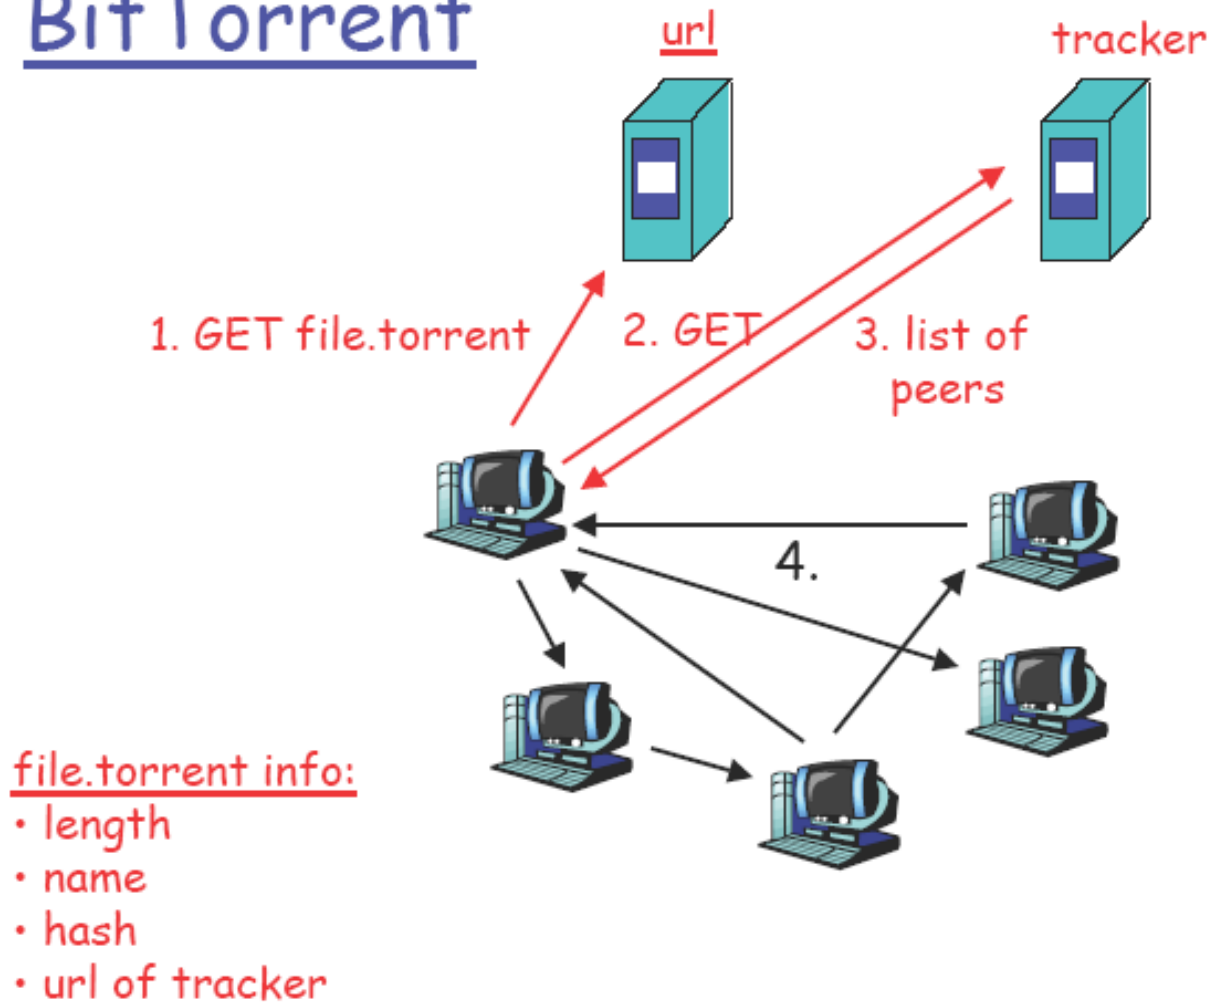 BitTorrent
url
tracker
1. GET file.torrent
2. GET
3. list of
peers
4.
file.torrent info:
• length
• name
• hash
• url of tracker